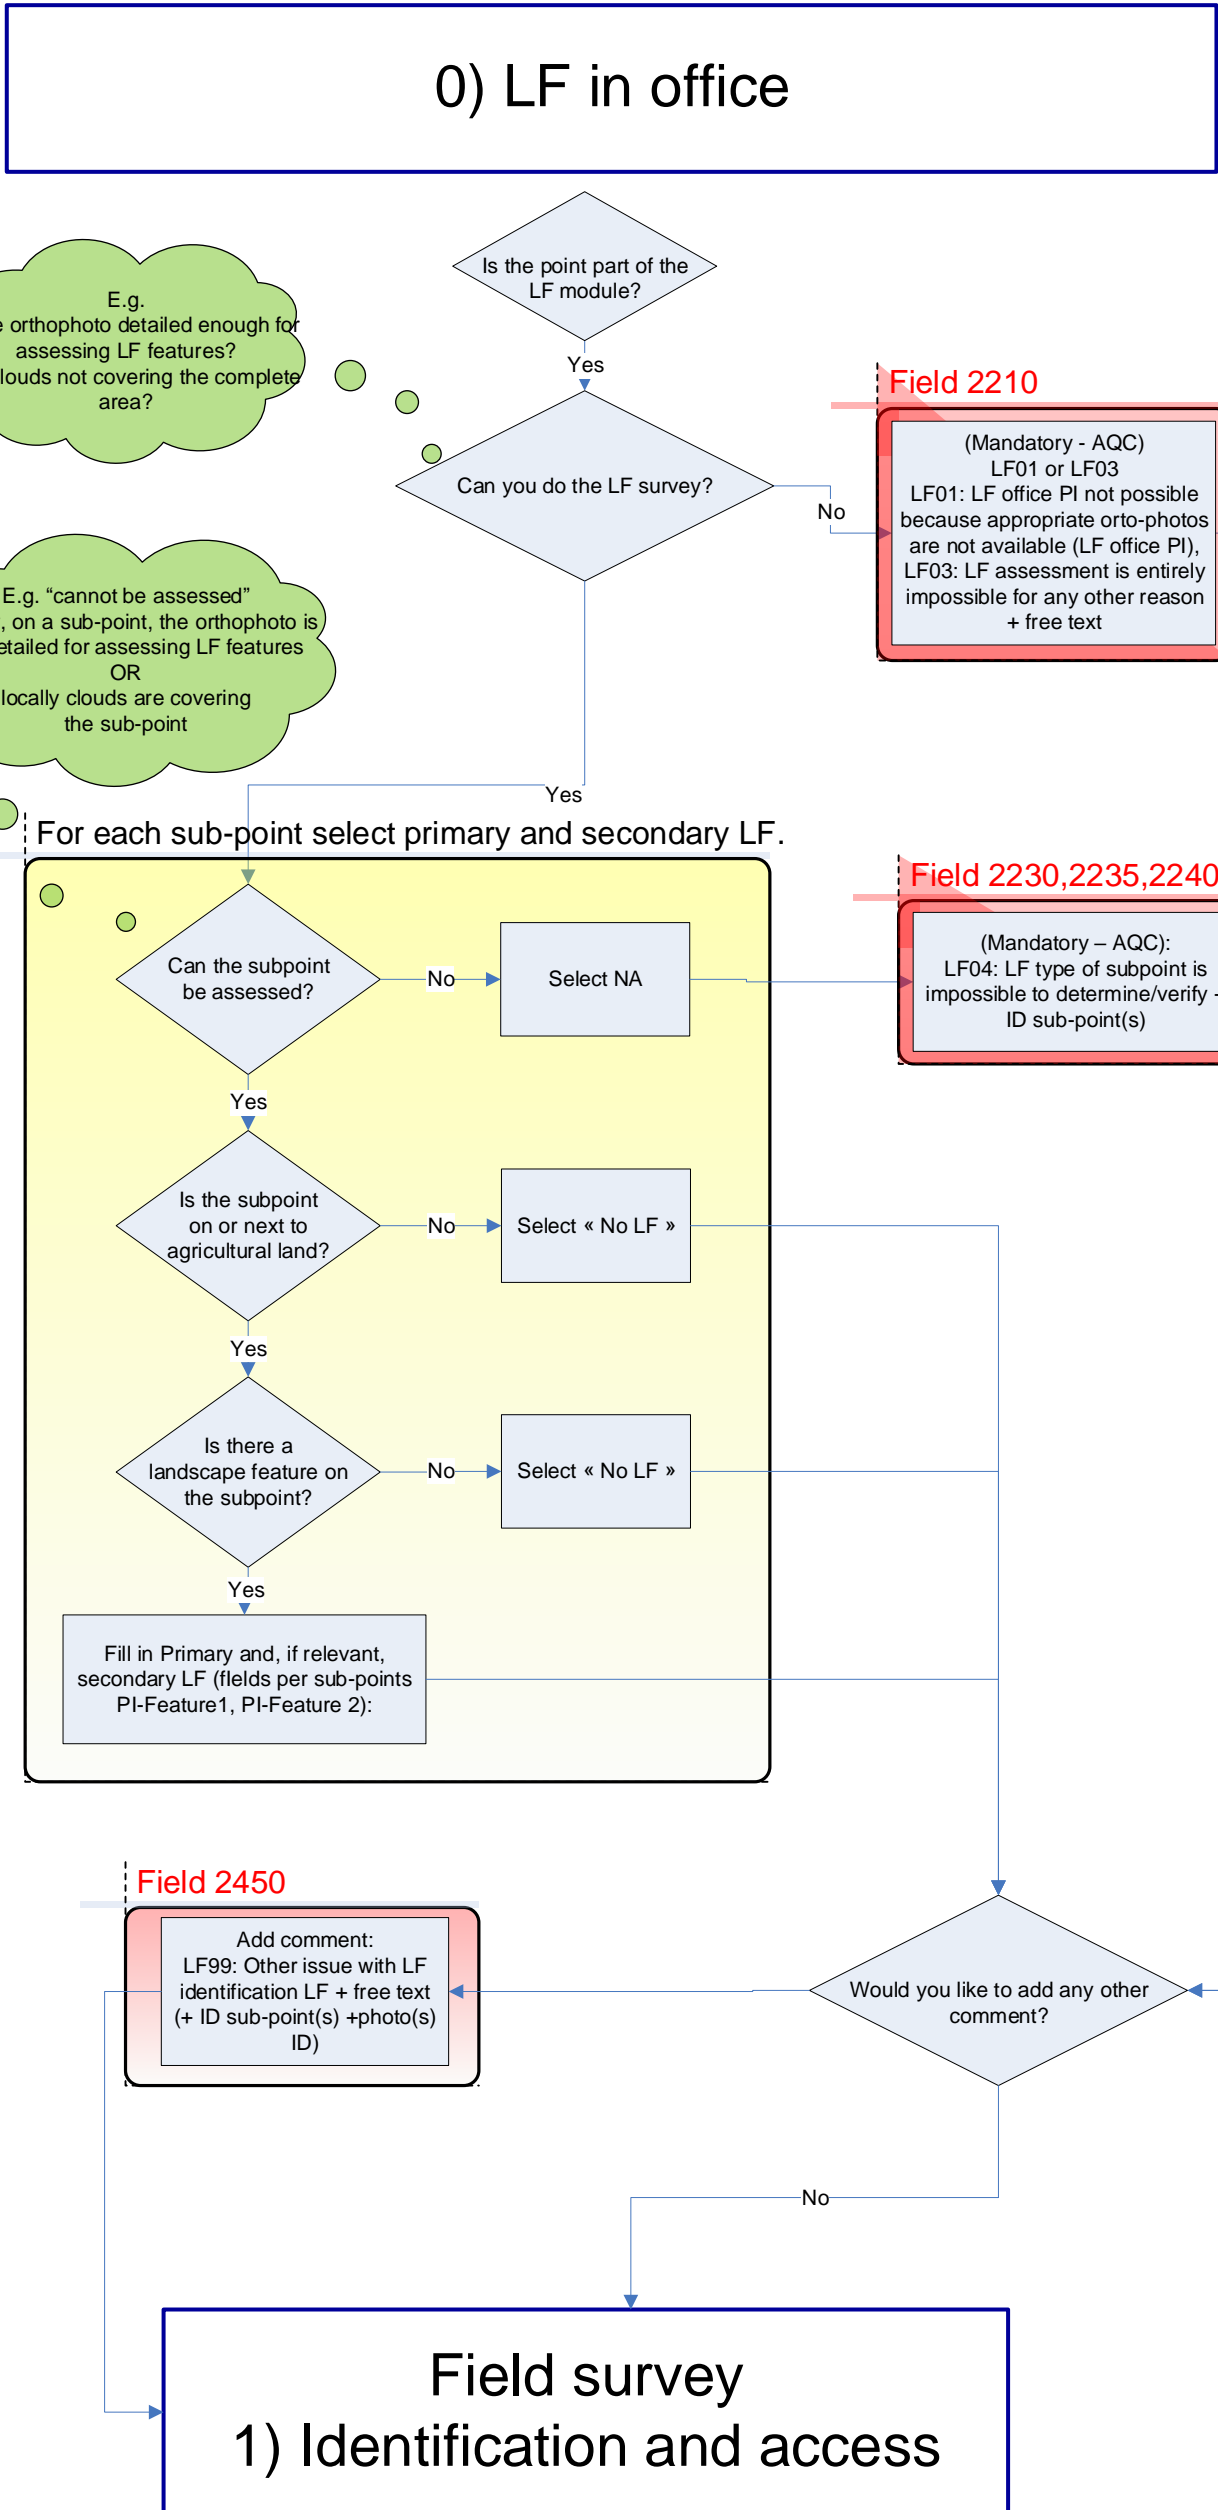 0) LF in office
Is the point part of the
LF module?
E.g.
orthophoto detailed enough for
assessing LF features?
louds not covering the complete
area?
Yes
Field 2210
Can you do the LF survey?
No
(Mandatory - AQC)
LF01 or LF03
LF01: LF office PI not possible
because appropriate orto-photos
are not available (LF office PI),
LF03: LF assessment is entirely
impossible for any other reason
+ free text
E.g. “cannot be assessed”
, on a sub-point, the orthophoto is
etailed for assessing LF features
OR
locally clouds are covering
the sub-point
Yes
For each sub-point select primary and secondary LF.
Field 2230,2235,2240
Can the subpoint
be assessed?
No
Select NA
(Mandatory – AQC):
LF04: LF type of subpoint is
impossible to determine/verify -
ID sub-point(s)
Yes
Is the subpoint
on or next to
agricultural land?
No
Select « No LF »
Yes
Is there a
landscape feature on
the subpoint?
No
Select « No LF »
Yes
Fill in Primary and, if relevant,
secondary LF (fIelds per sub-points
PI-Feature1, PI-Feature 2):
Field 2450
Add comment:
LF99: Other issue with LF
identification LF + free text
(+ ID sub-point(s) +photo(s)
ID)
Would you like to add any other
comment?
No
Field survey
1) Identification and access